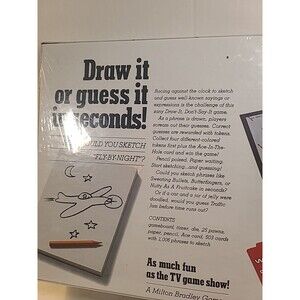 Draw it
or guess it
in seconds!
OULD YOU SKETCH
"FLY-BY-NIGHT"?
Racing against the clock to sketch
and guess well-known sayings or
expressions is the challenge of this
zany Draw-It, Don't-Say-It game.
As a phrase is drawn, players
scream out their guesses. Correct
guesses are rewarded with tokens.
Collect four different-colored
tokens first plus the Ace-In-The-
Hole card and win the game!
Pencil poised. Paper waiting.
Start sketching...and guessing!
Could you sketch phrases like
Sweating Bullets, Butterfingers, or
Nutty As A Fruitcake in seconds?
Or if a car and a jar of jelly were
doodled, would you guess Traffic
Jam before time runs out?
CONTENTS
gameboard, timer, die, 25 pawns,
paper, pencil, Ace card, 503 cards
with 1,006 phrases to sketch
As much fun
as the TV game show!
A Milton Bradley Game